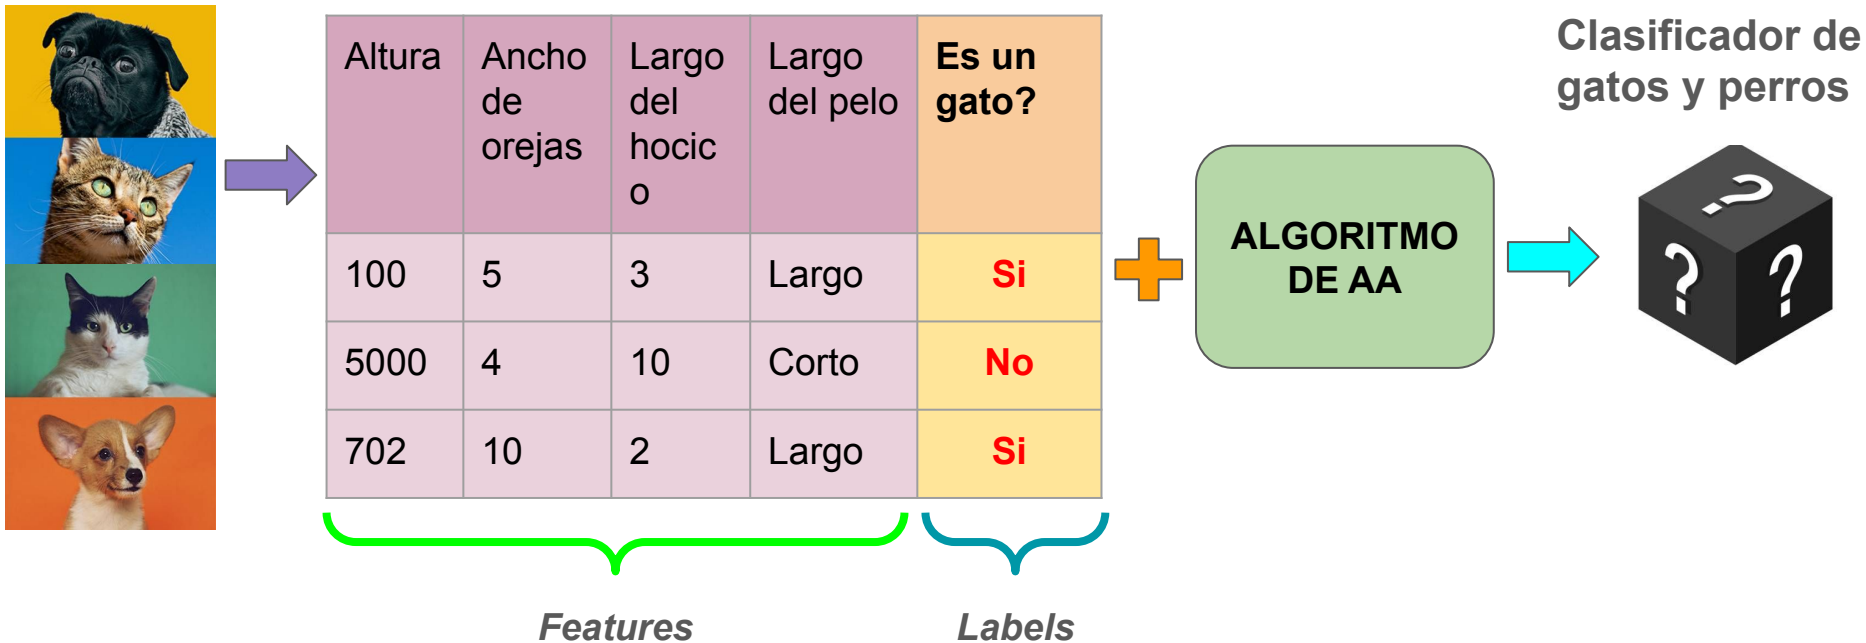 Altura
Ancho
de
orejas
Largo
del
hocic
o
Largo
del pelo
Es un
gato?
100
5
3
Largo
Si
5000
4
10
Corto
No
702
10
2
Largo
Si
Features
Labels
ALGORITMO
DE AA
Clasificador de
gatos y perros
?
?
?